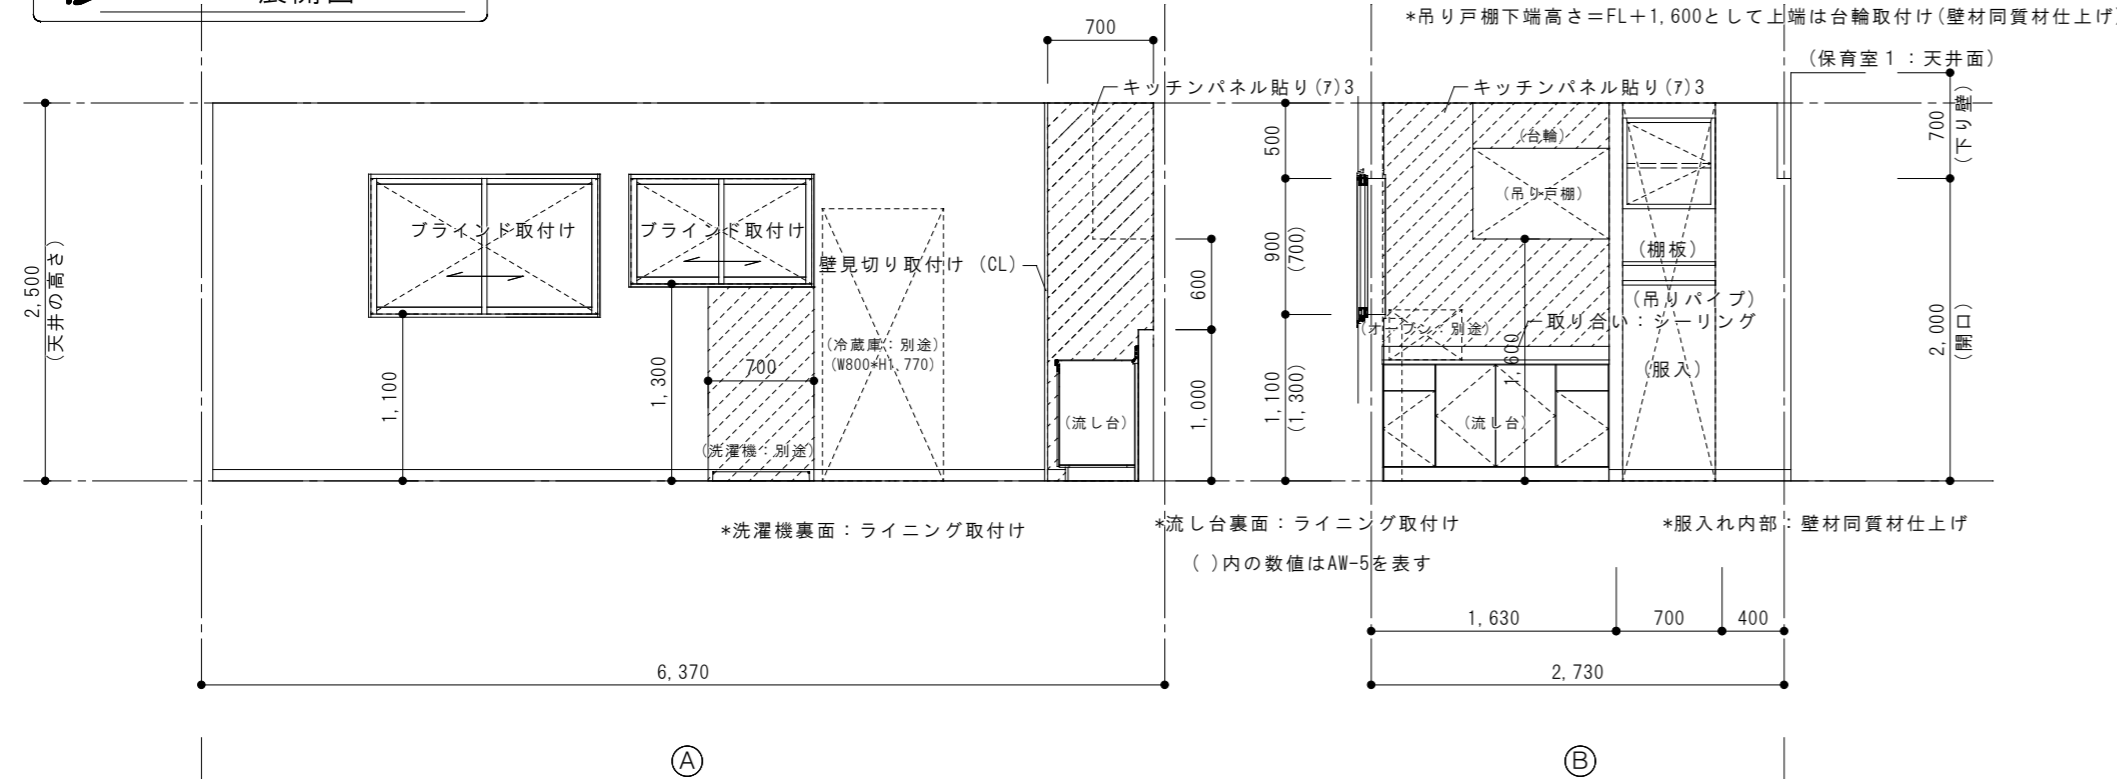 展開図
*吊り戸棚下端高さ=FL+1,600として上端は台輪取付け(壁材同質材仕上げ)
(保育室1:天井面)
700
キッチンパネル貼り(ｱ)3
キッチンパネル貼り(ｱ)3
500
700
(下り壁)
(台輪)
(吊り戸棚)
ブラインド取付け
ブラインド取付け
壁見切り取付け (CL)
2,500
(天井の高さ)
600
900
(700)
(棚板)
(吊りパイプ)
取り合い:シーリング
(オーブン:別途)
2,000
(開口)
(冷蔵庫:別途)
(W800*H1,770)
700
1,100
1,300
1,000
1,100
(1,300)
1,600
(服入)
(流し台)
(流し台)
(洗濯機:別途)
*洗濯機裏面:ライニング取付け
*流し台裏面:ライニング取付け
*服入れ内部:壁材同質材仕上げ
( )内の数値はAW-5を表す
1,630
700
400
6,370
2,730
A
B